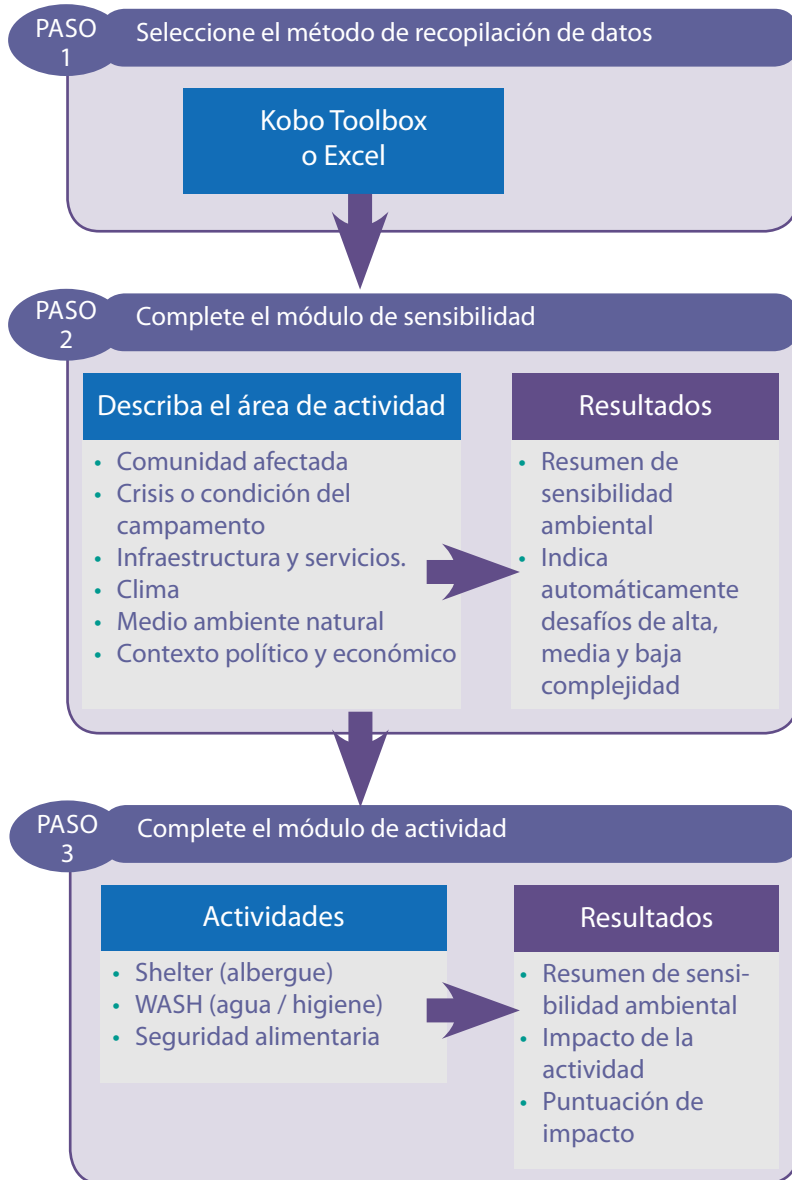 PASO
1
Seleccione el método de recopilación de datos
Kobo Toolbox
o Excel
PASO
2
Complete el módulo de sensibilidad
Describa el área de actividad
• Comunidad afectada
• Crisis o condición del
campamento
• Infraestructura y servicios.
• Clima
• Medio ambiente natural
• Contexto político y económico
Resultados
• Resumen de
sensibilidad
ambiental
• Indica
automáticamente
desafíos de alta,
media y baja
complejidad
PASO
3
Complete el módulo de actividad
Actividades
• Shelter (albergue)
• WASH (agua / higiene)
• Seguridad alimentaria
Resultados
• Resumen de sensi-
bilidad ambiental
• Impacto de la
actividad
• Puntuación de
impacto